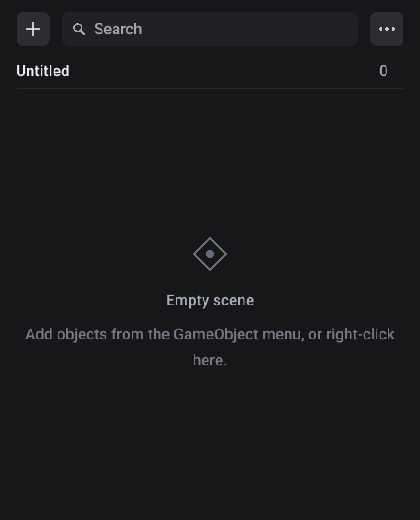 Search
Untitled 0
Empty scene
Add objects from the GameObject menu, or right-click
here.